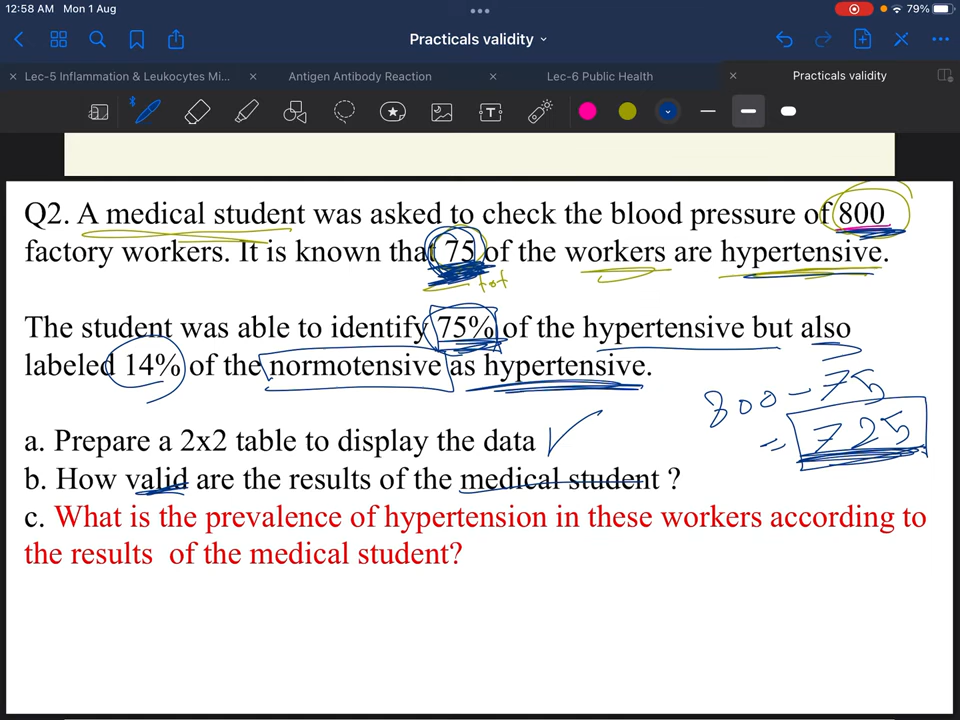 12:58 AM Mon 1 Aug
79%
Practicals validity
Lec-5 Inflammation & Leukocytes Mi...
Antigen Antibody Reaction
Lec-6 Public Health
Practicals validity
Q2. A medical student was asked to check the blood pressure of 800
factory workers. It is known that 75 of the workers are hypertensive.
tot
The student was able to identify 75% of the hypertensive but also
labeled 14% of the normotensive as hypertensive.
800 - 75
= 725
a. Prepare a 2x2 table to display the data
b. How valid are the results of the medical student ?
c. What is the prevalence of hypertension in these workers according to
the results of the medical student?